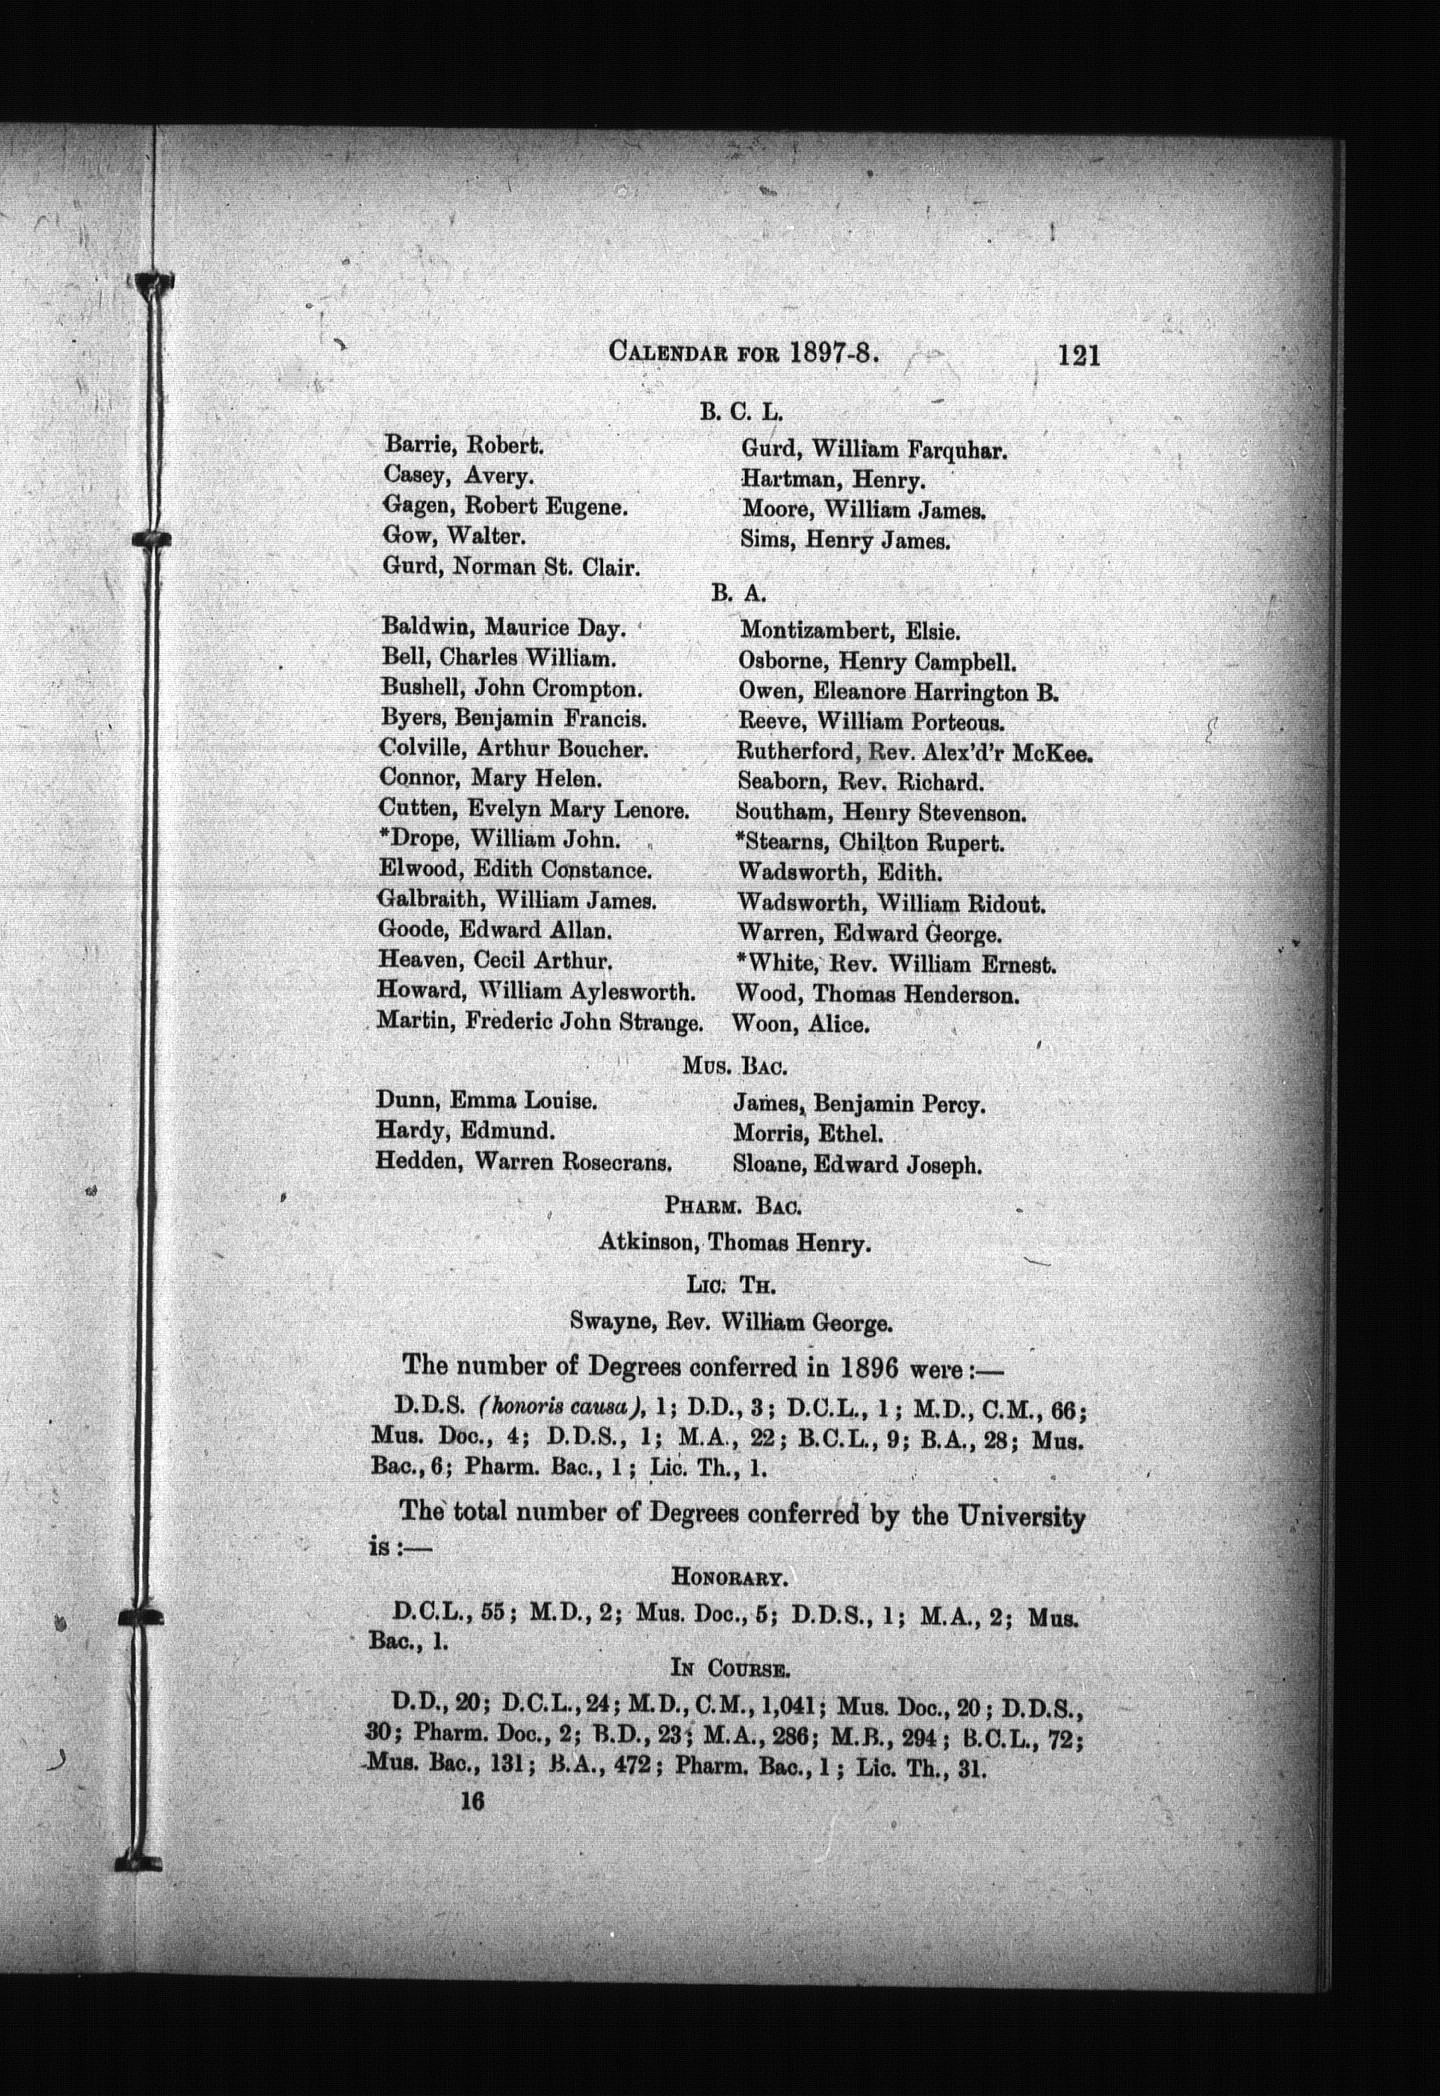 CALENDAR FOR 1897-8. 121
B. C. L.
Barrie, Robert.
Casey, Avery.
Gagen, Robert Eugene.
Gow, Walter.
Gurd, Norman St. Clair.
Gurd, William Farquhar.
Hartman, Henry.
Moore, William James.
Sims, Henry James.
B. A.
Baldwin, Maurice Day.
Bell, Charles William.
Bushell, John Crompton.
Byers, Benjamin Francis.
Colville, Arthur Boucher.
Connor, Mary Helen.
Cutten, Evelyn Mary Lenore.
*Drope, William John.
Elwood, Edith Constance.
Galbraith, William James.
Goode, Edward Allan.
Heaven, Cecil Arthur.
Howard, William Aylesworth.
Martin, Frederic John Strange.
Montizambert, Elsie.
Osborne, Henry Campbell.
Owen, Eleanore Harrington B.
Reeve, William Porteous.
Rutherford, Rev. Alex'd'r McKee.
Seaborn, Rev. Richard.
Southam, Henry Stevenson.
*Stearns, Chilton Rupert.
Wadsworth, Edith.
Wadsworth, William Ridout.
Warren, Edward George.
*White, Rev. William Ernest.
Wood, Thomas Henderson.
Woon, Alice.
MUS. BAC.
Dunn, Emma Louise.
Hardy, Edmund.
Hedden, Warren Rosecrans.
James, Benjamin Percy.
Morris, Ethel.
Sloane, Edward Joseph.
PHARM. BAC.
Atkinson, Thomas Henry.
LIC. TH.
Swayne, Rev. William George.
The number of Degrees conferred in 1896 were :—
D.D.S. (honoris causa), 1; D.D., 3; D.C.L., 1; M.D., C.M., 66;
Mus. Doc., 4; D.D.S., 1; M.A., 22; B.C.L., 9; B.A., 28; Mus.
Bac., 6; Pharm. Bac., 1; Lic. Th., 1.
The total number of Degrees conferred by the University
is :—
HONORARY.
D.C.L., 55; M.D., 2; Mus. Doc., 5; D.D.S., 1; M.A., 2; Mus.
Bac., 1.
IN COURSE.
D.D., 20; D.C.L., 24; M.D., C.M., 1,041; Mus. Doc., 20; D.D.S.,
30; Pharm. Doc., 2; B.D., 23; M.A., 286; M.B., 294; B.C.L., 72;
Mus. Bac., 131; B.A., 472; Pharm. Bac., 1; Lic. Th., 31.
16